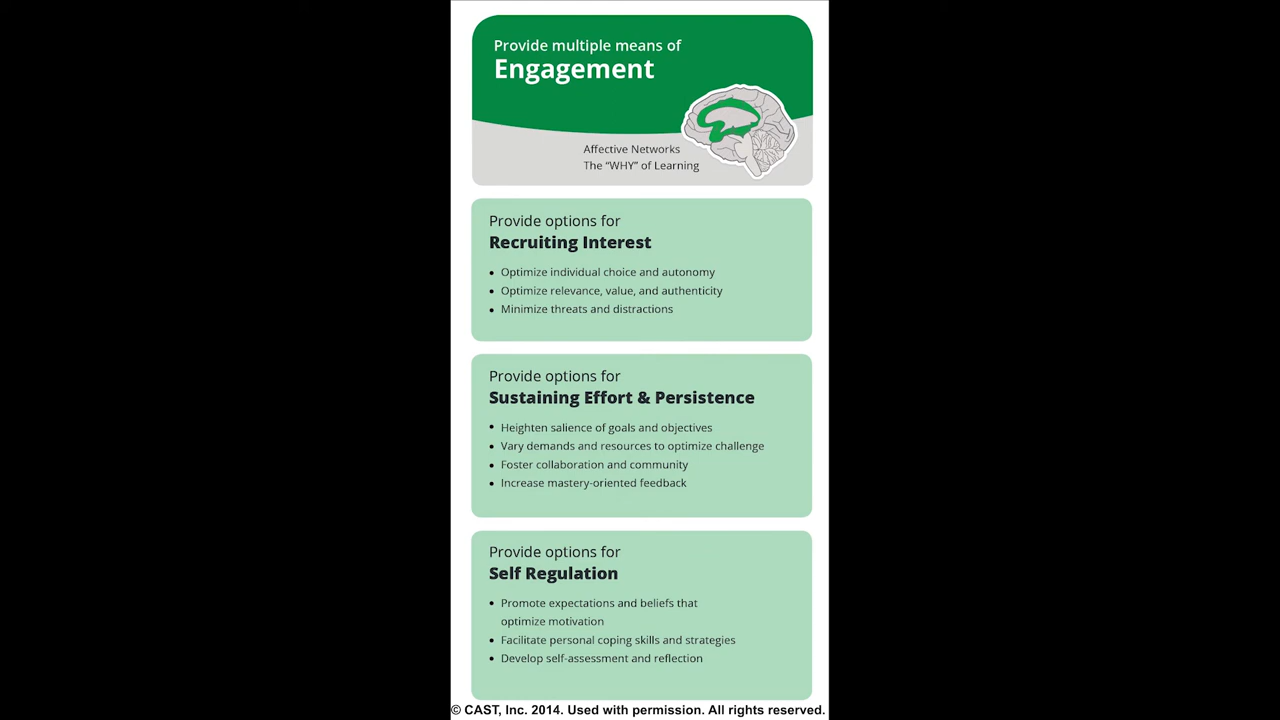 Provide multiple means of
Engagement
Affective Networks
The “WHY” of Learning
Provide options for
Recruiting Interest
• Optimize individual choice and autonomy
• Optimize relevance, value, and authenticity
• Minimize threats and distractions
Provide options for
Sustaining Effort & Persistence
• Heighten salience of goals and objectives
• Vary demands and resources to optimize challenge
• Foster collaboration and community
• Increase mastery-oriented feedback
Provide options for
Self Regulation
• Promote expectations and beliefs that
optimize motivation
• Facilitate personal coping skills and strategies
• Develop self-assessment and reflection
© CAST, Inc. 2014. Used with permission. All rights reserved.